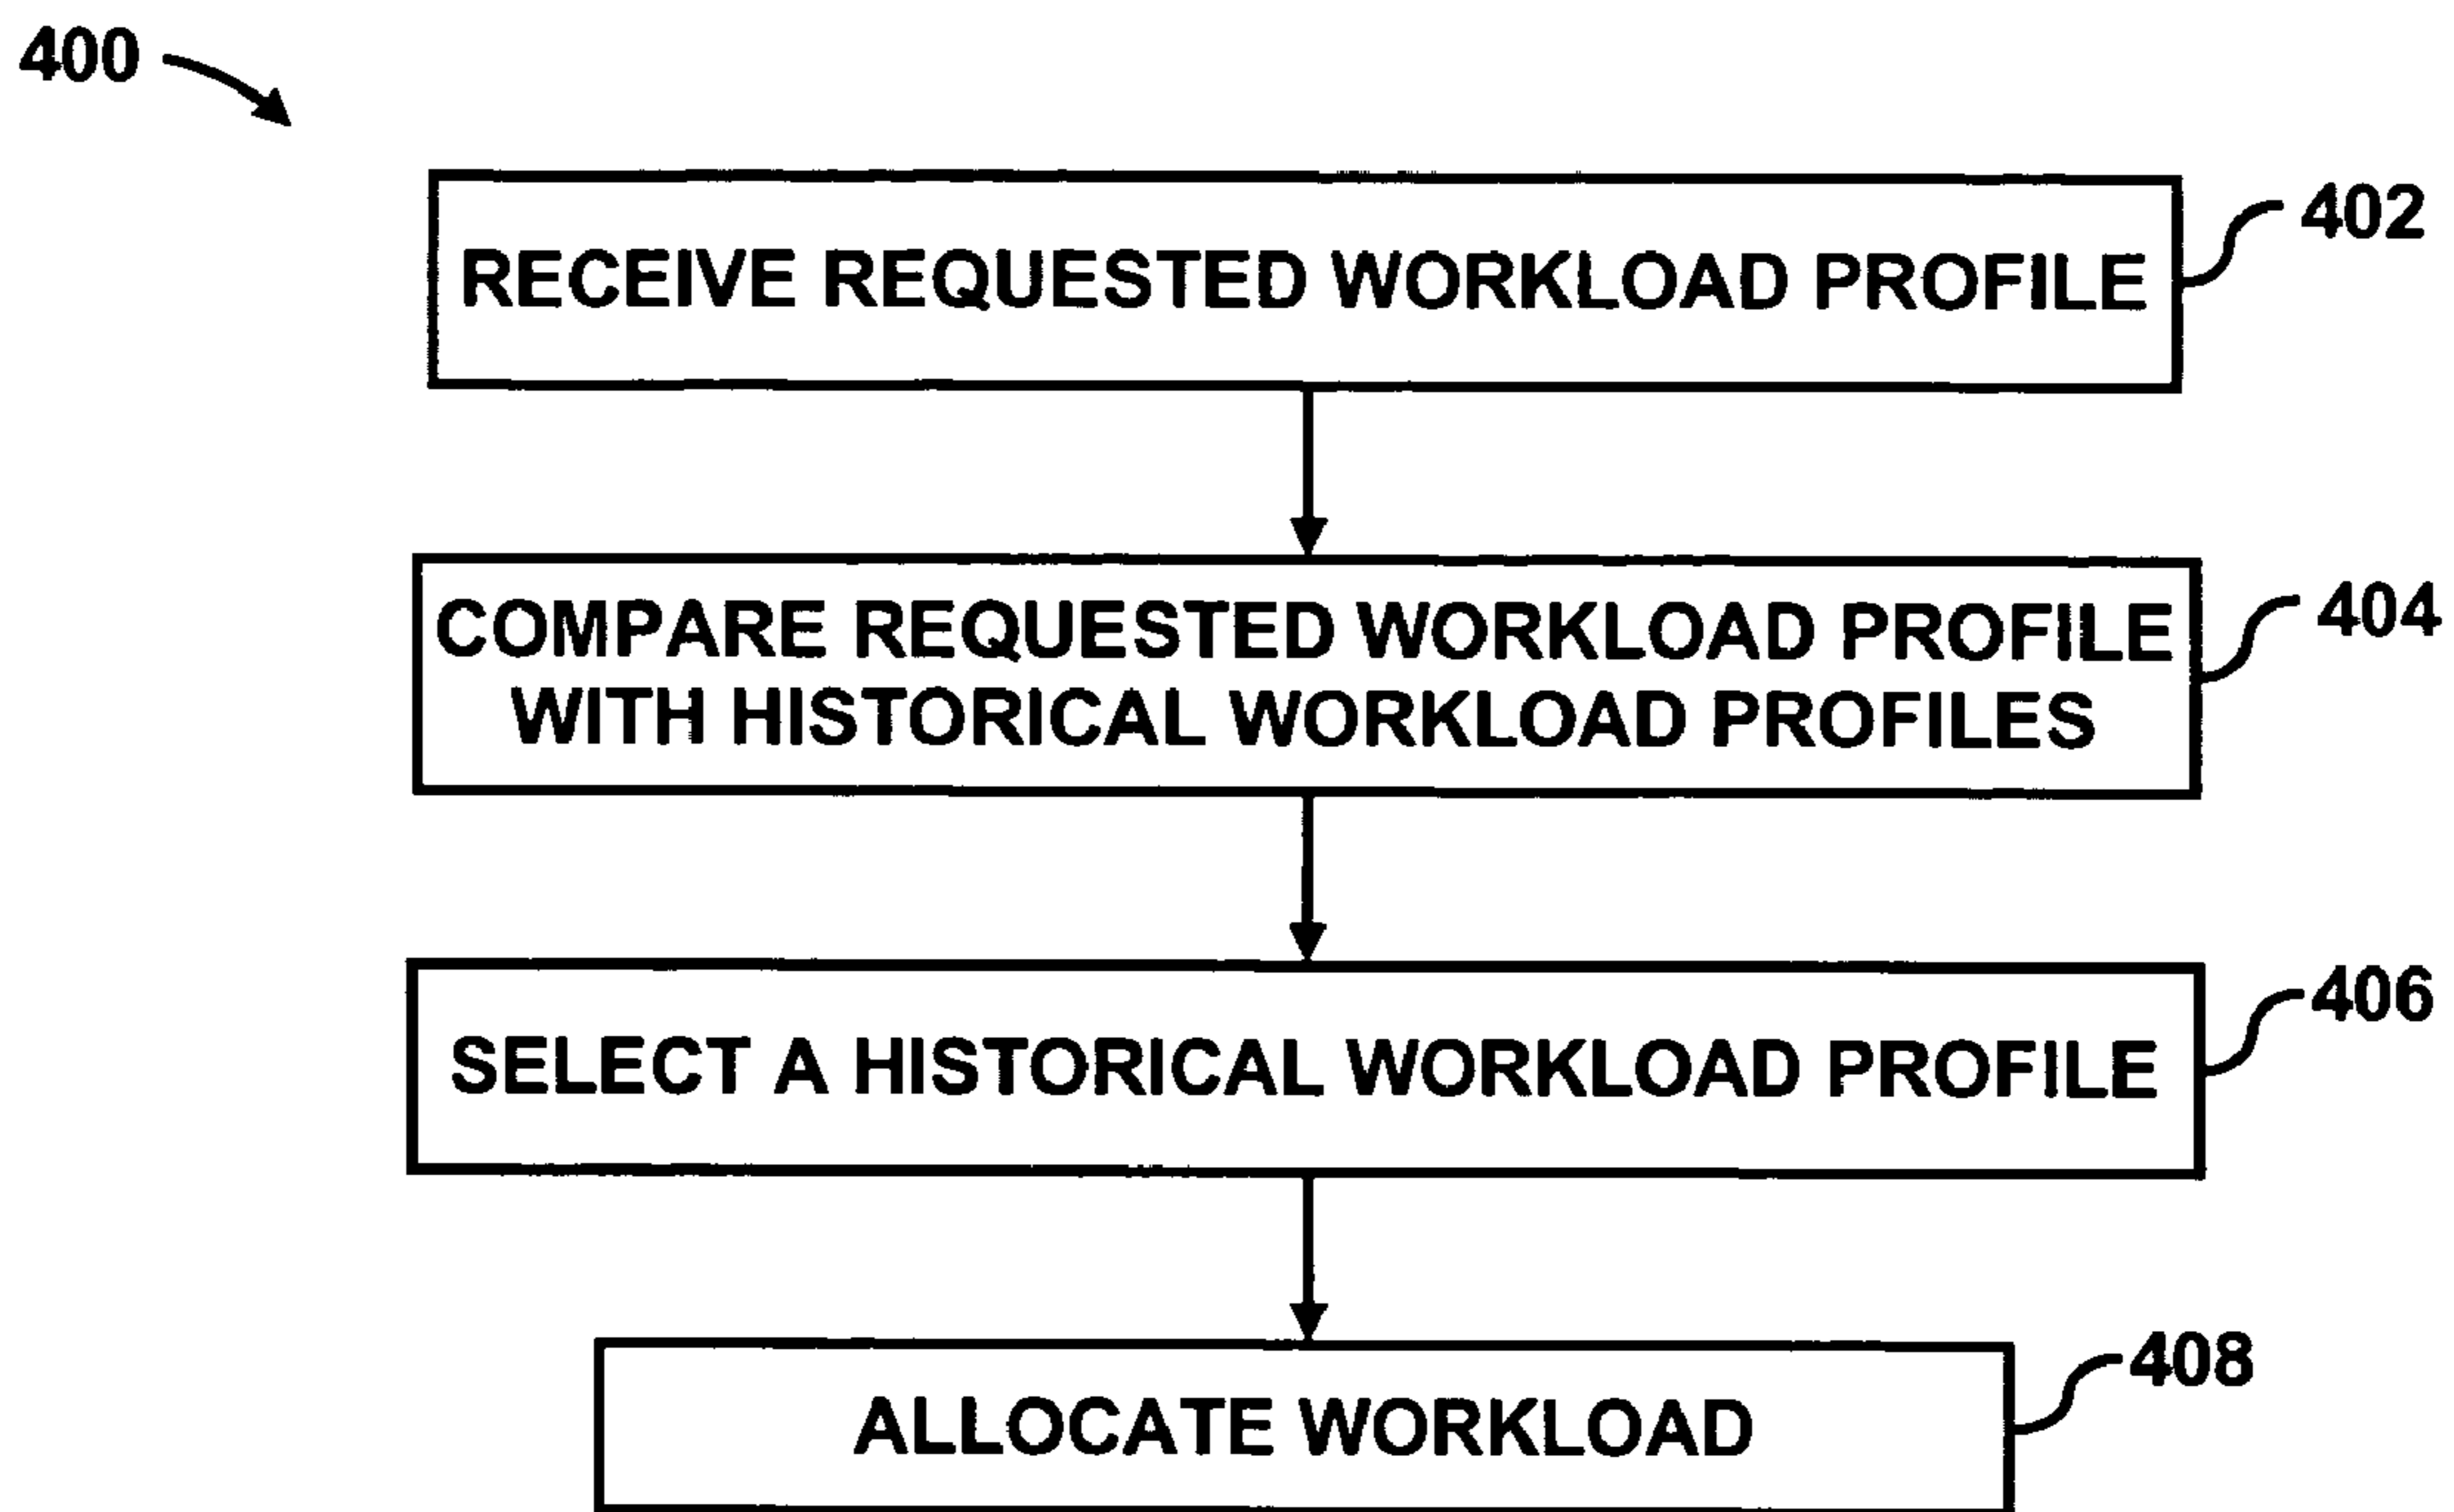 400
402
RECEIVE REQUESTED WORKLOAD PROFILE
404
COMPARE REQUESTED WORKLOAD PROFILE
WITH HISTORICAL WORKLOAD PROFILES
406
SELECT A HISTORICAL WORKLOAD PROFILE
408
ALLOCATE WORKLOAD